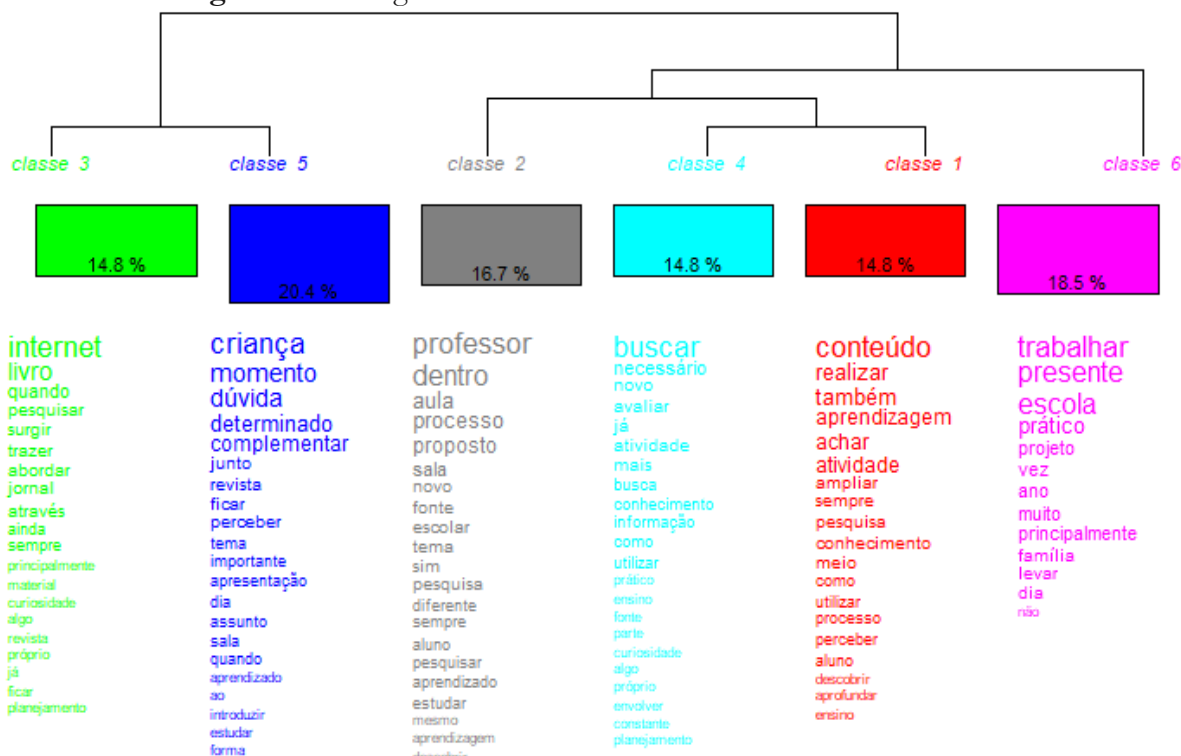 classe 3
classe 5
classe 2
classe 4
classe 1
classe 6
14.8 %
20.4 %
16.7 %
14.8 %
14.8 %
18.5 %
internet
livro
quando
pesquisar
surgir
trazer
abordar
jornal
através
ainda
sempre
principalmente
material
curiosidade
algo
revista
próprio
já
ficar
planejamento
criança
momento
dúvida
determinado
complementar
junto
revista
ficar
perceber
tema
importante
apresentação
dia
assunto
sala
quando
aprendizado
ao
introduzir
estudar
forma
professor
dentro
aula
processo
proposto
sala
novo
fonte
escolar
tema
sim
pesquisa
diferente
sempre
aluno
pesquisar
aprendizado
estudar
mesmo
aprendizagem
buscar
necessário
novo
avaliar
já
atividade
mais
busca
conhecimento
informação
como
utilizar
prático
ensino
fonte
parte
curiosidade
algo
próprio
envolver
constante
planejamento
conteúdo
realizar
também
aprendizagem
achar
atividade
ampliar
sempre
pesquisa
conhecimento
meio
como
utilizar
processo
perceber
aluno
descobrir
aprofundar
ensino
trabalhar
presente
escola
prático
projeto
vez
ano
muito
principalmente
família
levar
dia
não